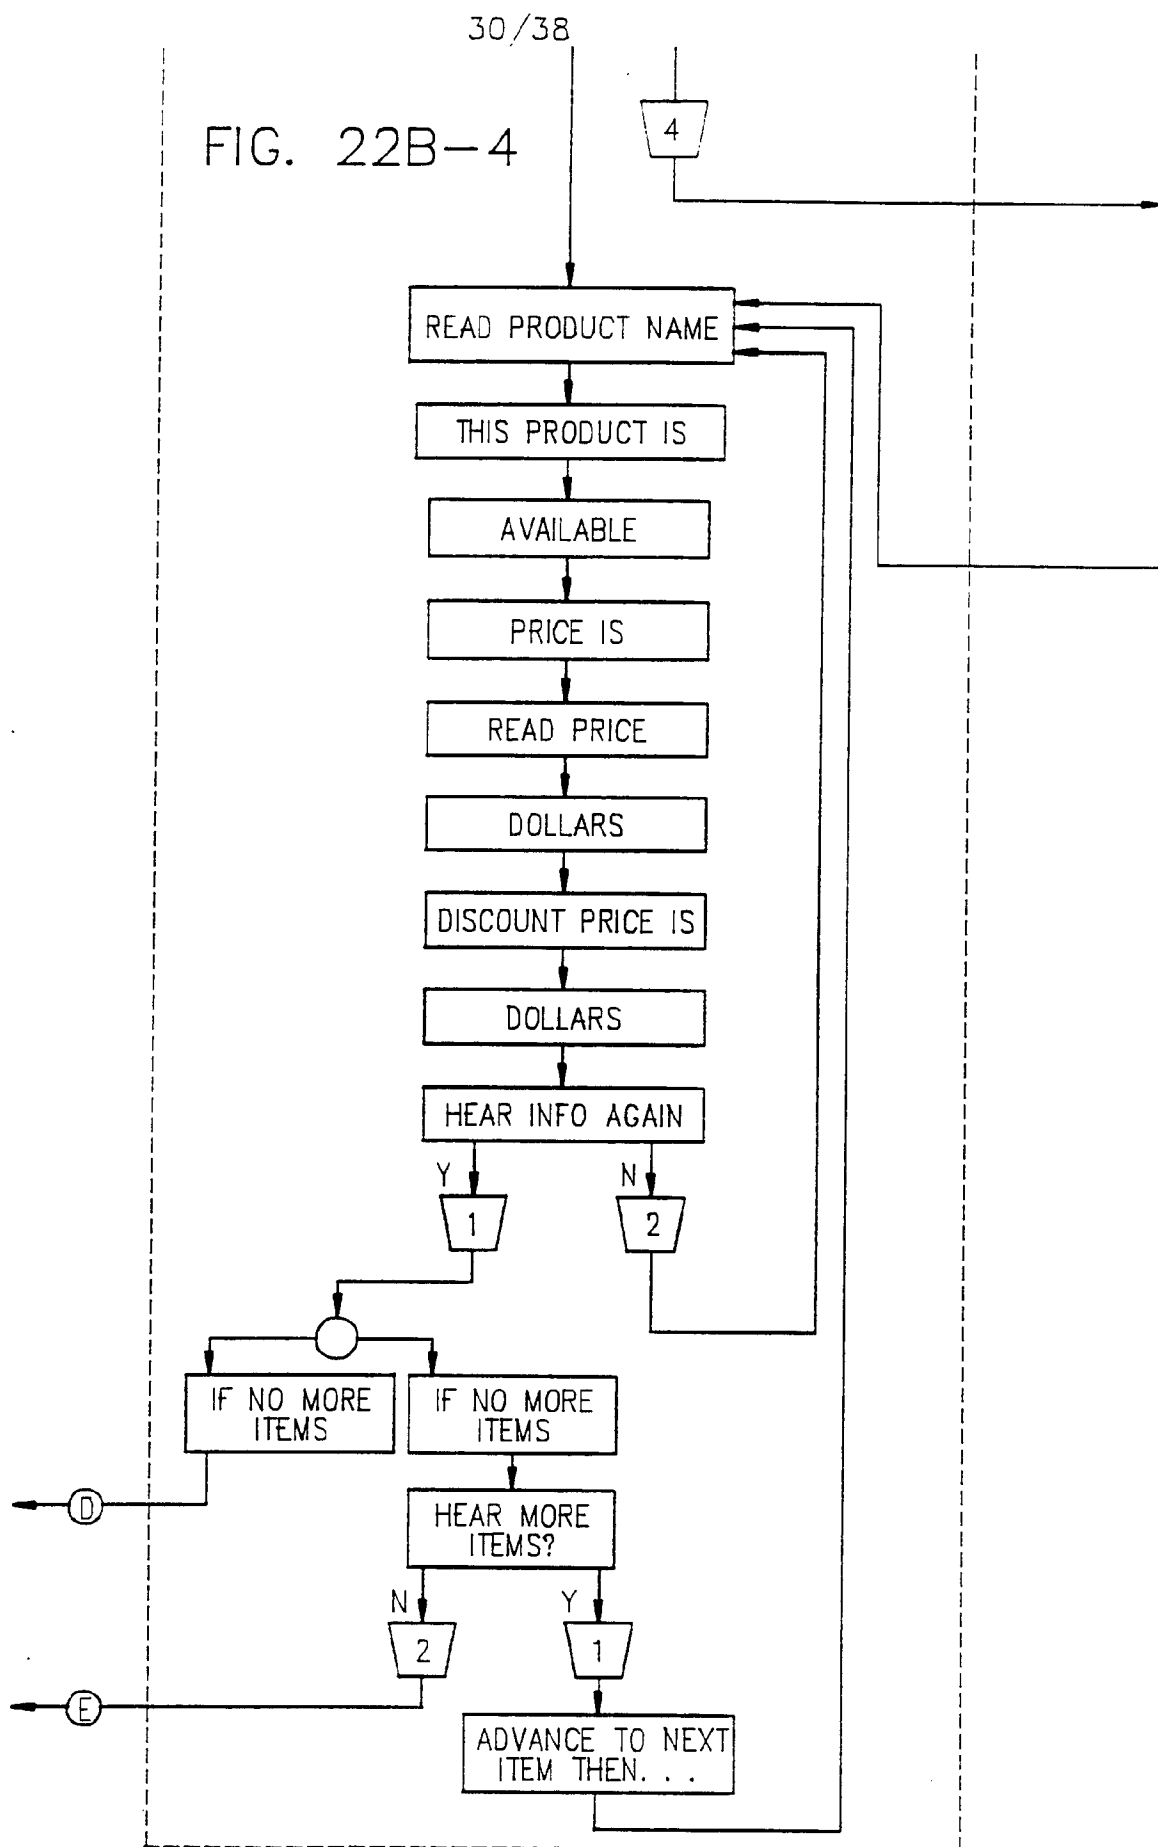 30/38
FIG. 22B-4
4
READ PRODUCT NAME
THIS PRODUCT IS
AVAILABLE
PRICE IS
READ PRICE
DOLLARS
DISCOUNT PRICE IS
DOLLARS
HEAR INFO AGAIN
Y
N
1
2
IF NO MORE
ITEMS
IF NO MORE
ITEMS
D
HEAR MORE
ITEMS?
N
Y
2
1
E
ADVANCE TO NEXT
ITEM THEN. . .